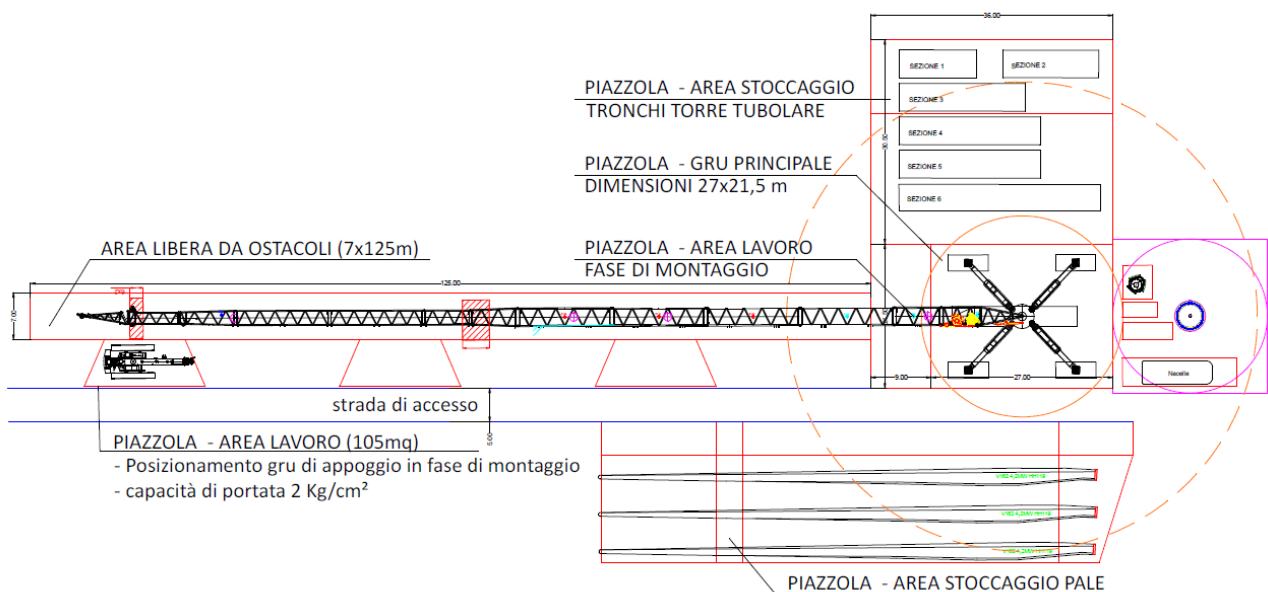 36.00
SEZIONE 1
SEZIONE 2
PIAZZOLA - AREA STOCCAGGIO
TRONCHI TORRE TUBOLARE
SEZIONE 3
SEZIONE 4
PIAZZOLA - GRU PRINCIPALE
DIMENSIONI 27x21,5 m
SEZIONE 5
SEZIONE 6
AREA LIBERA DA OSTACOLI (7x125m)
PIAZZOLA - AREA LAVORO
FASE DI MONTAGGIO
125.00
7.00
Nacelle
9.00
27.00
strada di accesso
5.00
PIAZZOLA - AREA LAVORO (105mq)
- Posizionamento gru di appoggio in fase di montaggio
- capacità di portata 2 Kg/cm²
PIAZZOLA - AREA STOCCAGGIO PALE